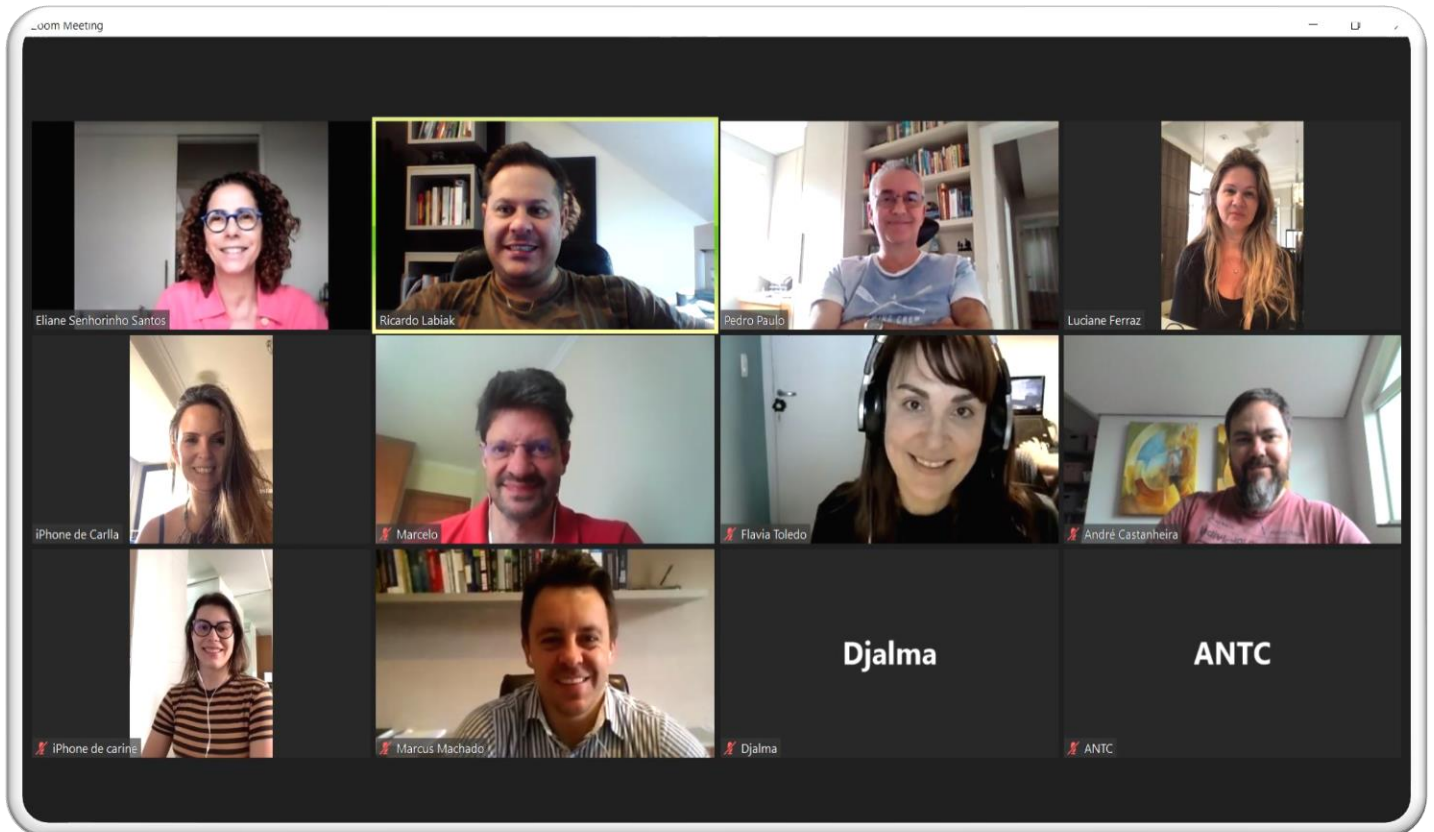 Zoom Meeting
Eliane Senhorinho Santos
Ricardo Labiak
Pedro Paulo
Luciane Ferraz
iPhone de Carlla
Marcelo
Flavia Toledo
André Castanheira
iPhone de carine
Marcus Machado
Djalma
Djalma
ANTC
ANTC